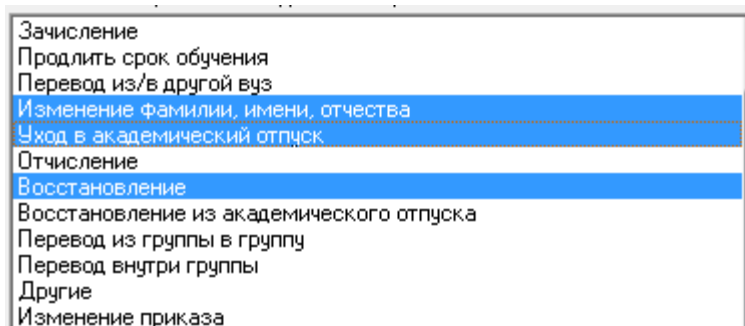 Зачисление
Продлить срок обучения
Перевод из/в другой вуз
Изменение фамилии, имени, отчества
Уход в академический отпуск
Отчисление
Восстановление
Восстановление из академического отпуска
Перевод из группы в группу
Перевод внутри группы
Другие
Изменение приказа